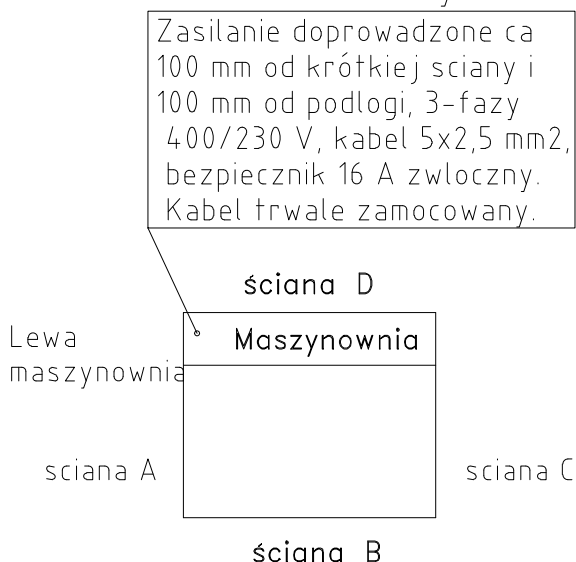 Zasilanie doprowadzone ca
100 mm od krótkiej sciany i
100 mm od podlogi, 3-fazy
400/230 V, kabel 5x2,5 mm2,
bezpiecznik 16 A zwloczny.
Kabel trwale zamocowany.
ściana D
Maszynownia
Lewa
maszynownia
sciana A
sciana C
ściana B